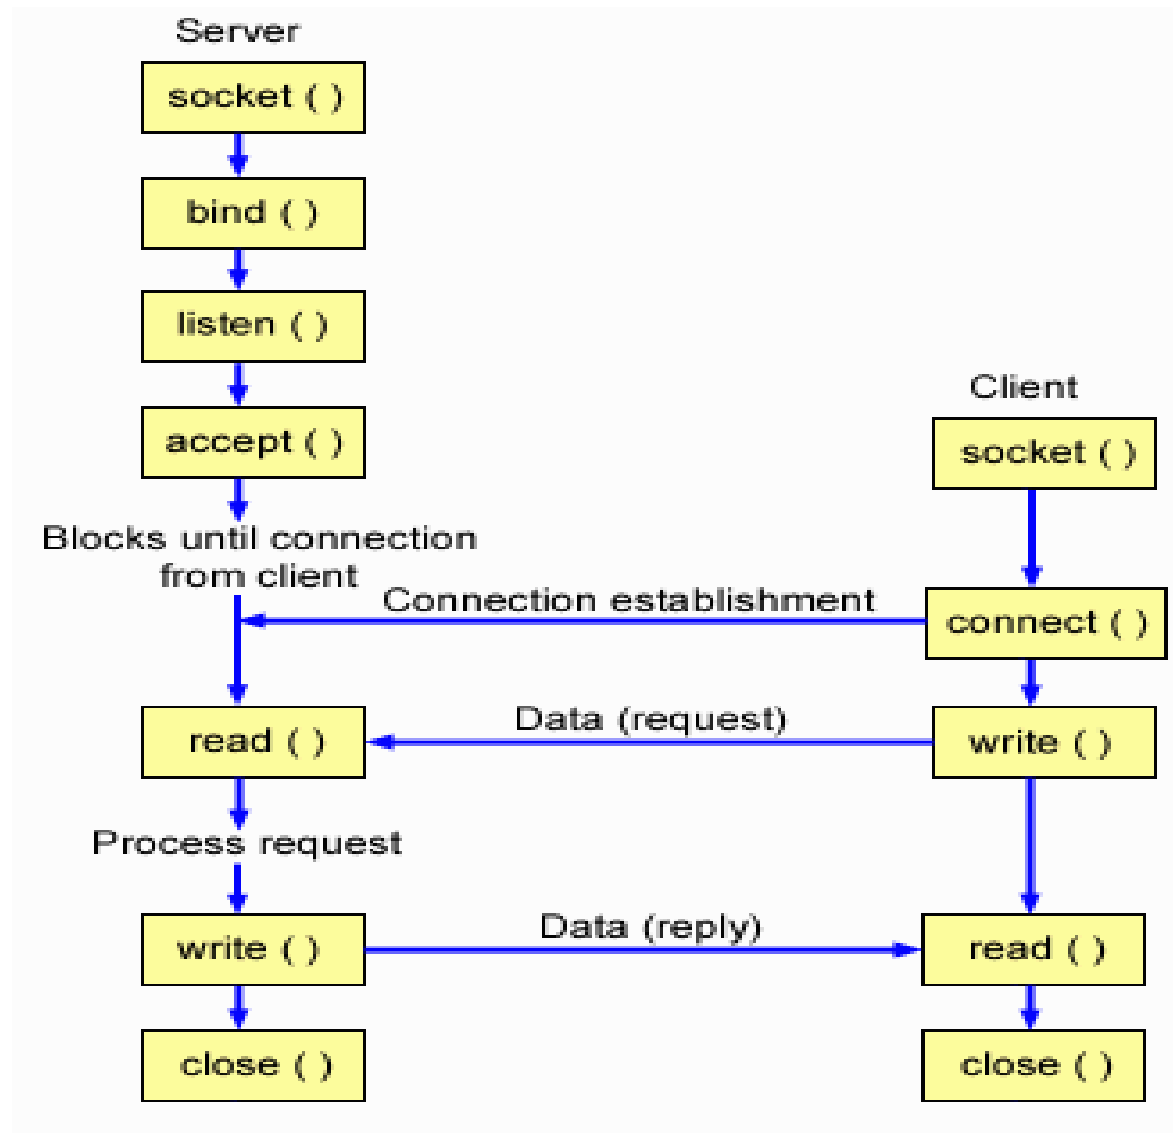 Server
socket ( )
bind ( )
listen ( )
accept ( )
Blocks until connection
from client
Client
socket ( )
Connection establishment
connect ( )
read ( )
Data (request)
write ( )
Process request
write ( )
Data (reply)
read ( )
close ( )
close ( )